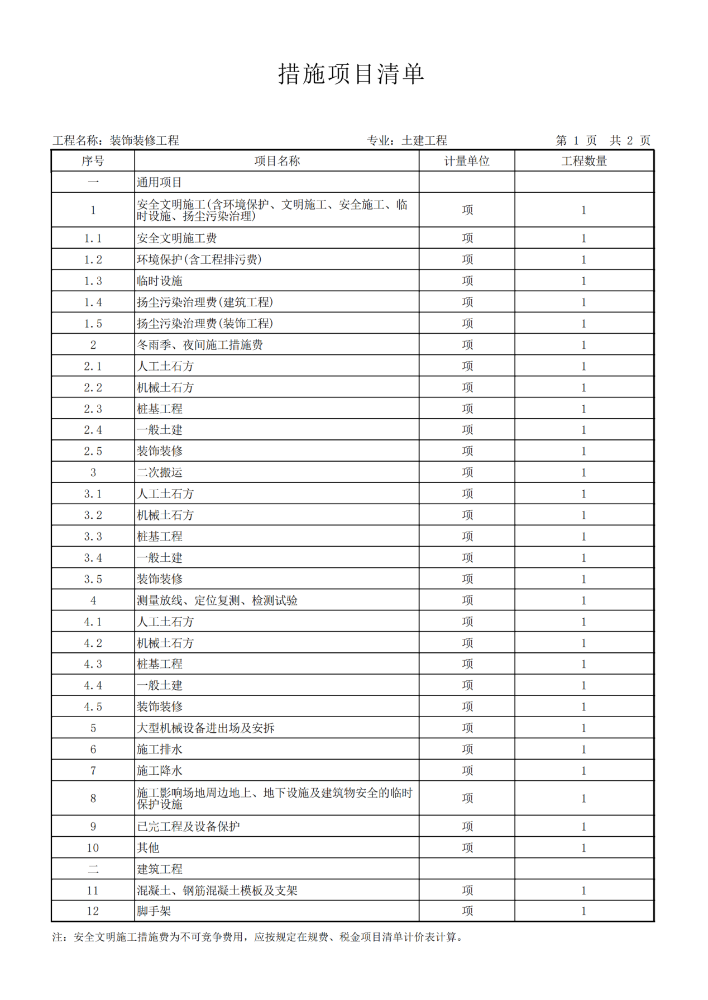 措施项目清单
工程名称：装饰装修工程 专业：土建工程 第 1 页 共 2 页
序号 项目名称 计量单位 工程数量
一 通用项目
1 安全文明施工(含环境保护、文明施工、安全施工、临
时设施、扬尘污染治理) 项 1
1.1 安全文明施工费 项 1
1.2 环境保护(含工程排污费) 项 1
1.3 临时设施 项 1
1.4 扬尘污染治理费(建筑工程) 项 1
1.5 扬尘污染治理费(装饰工程) 项 1
2 冬雨季、夜间施工措施费 项 1
2.1 人工土石方 项 1
2.2 机械土石方 项 1
2.3 桩基工程 项 1
2.4 一般土建 项 1
2.5 装饰装修 项 1
3 二次搬运 项 1
3.1 人工土石方 项 1
3.2 机械土石方 项 1
3.3 桩基工程 项 1
3.4 一般土建 项 1
3.5 装饰装修 项 1
4 测量放线、定位复测、检测试验 项 1
4.1 人工土石方 项 1
4.2 机械土石方 项 1
4.3 桩基工程 项 1
4.4 一般土建 项 1
4.5 装饰装修 项 1
5 大型机械设备进出场及安拆 项 1
6 施工排水 项 1
7 施工降水 项 1
8 施工影响场地周边地上、地下设施及建筑物安全的临时
保护设施 项 1
9 已完工程及设备保护 项 1
10 其他 项 1
二 建筑工程
11 混凝土、钢筋混凝土模板及支架 项 1
12 脚手架 项 1
注：安全文明施工措施费为不可竞争费用，应按规定在规费、税金项目清单计价表计算。